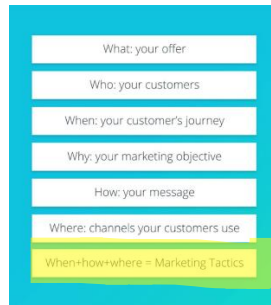 What: your offer
Who: your customers
When: your customer's journey
Why: your marketing objective
How: your message
Where: channels your customers use
When+how+where = Marketing Tactics